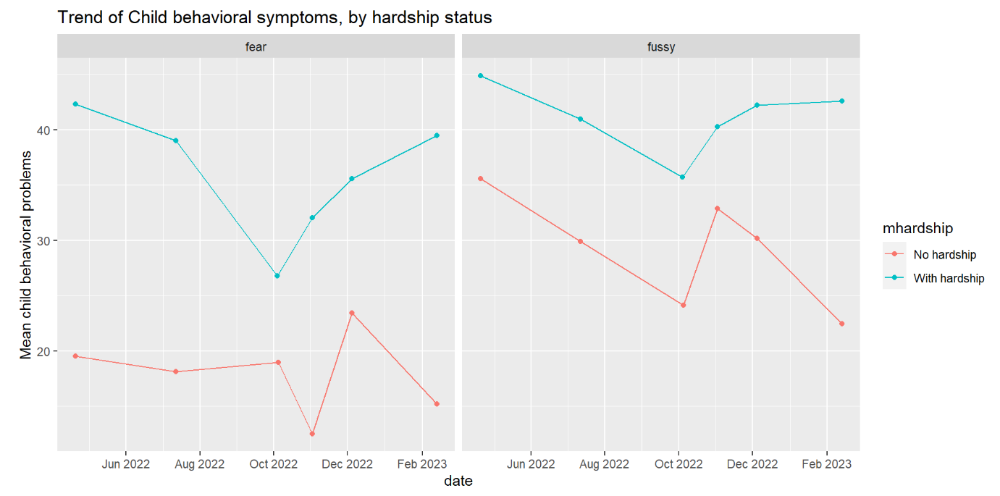 Trend of Child behavioral symptoms, by hardship status
fear
fussy
Mean child behavioral problems
40
30
20
Jun 2022 Aug 2022 Oct 2022 Dec 2022 Feb 2023
Jun 2022 Aug 2022 Oct 2022 Dec 2022 Feb 2023
date
mhardship
No hardship
With hardship